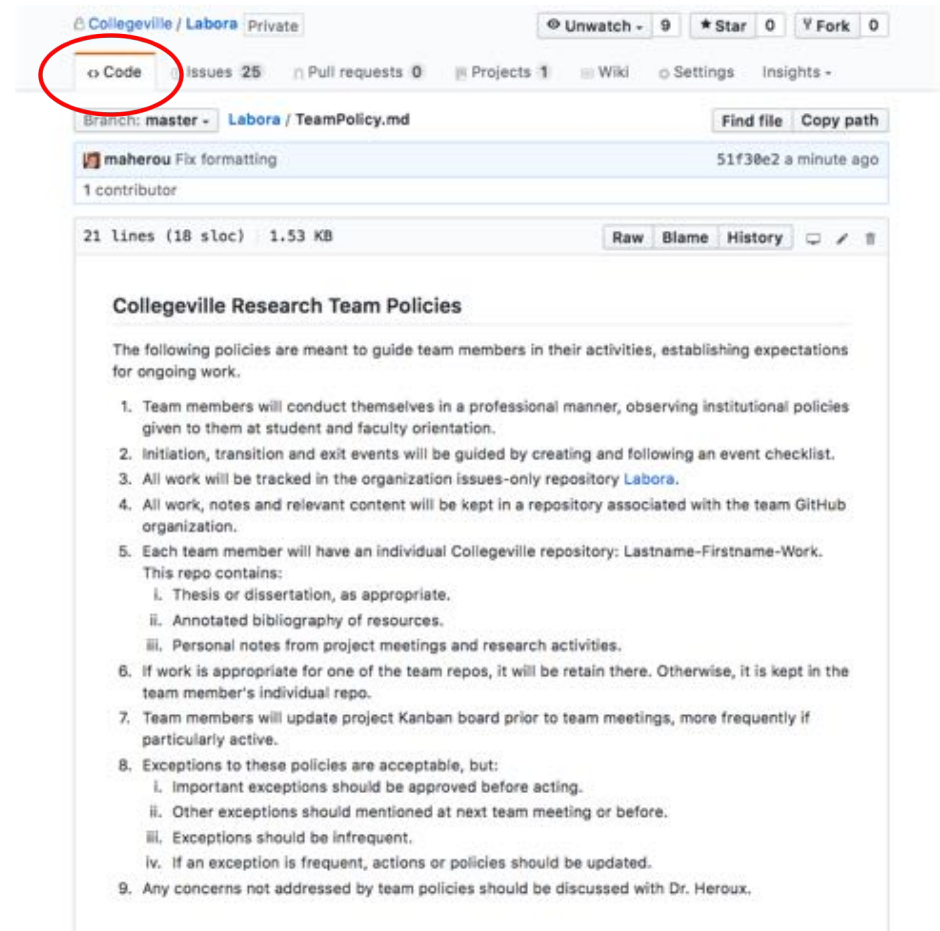 Collegeville / Labora Private Unwatch 9 Star 0 Fork 0
Code Issues 25 Pull requests 0 Projects 1 Wiki Settings Insights
Branch: master Labora / TeamPolicy.md Find file Copy path
maherou Fix formatting 51f30e2 a minute ago
1 contributor
21 lines (18 sloc) 1.53 KB Raw Blame History
Collegeville Research Team Policies
The following policies are meant to guide team members in their activities, establishing expectations
for ongoing work.
1. Team members will conduct themselves in a professional manner, observing institutional policies
given to them at student and faculty orientation.
2. Initiation, transition and exit events will be guided by creating and following an event checklist.
3. All work will be tracked in the organization issues-only repository Labora.
4. All work, notes and relevant content will be kept in a repository associated with the team GitHub
organization.
5. Each team member will have an individual Collegeville repository: Lastname-Firstname-Work.
This repo contains:
i. Thesis or dissertation, as appropriate.
ii. Annotated bibliography of resources.
iii. Personal notes from project meetings and research activities.
6. If work is appropriate for one of the team repos, it will be retain there. Otherwise, it is kept in the
team member's individual repo.
7. Team members will update project Kanban board prior to team meetings, more frequently if
particularly active.
8. Exceptions to these policies are acceptable, but:
i. Important exceptions should be approved before acting.
ii. Other exceptions should mentioned at next team meeting or before.
iii. Exceptions should be infrequent.
iv. If an exception is frequent, actions or policies should be updated.
9. Any concerns not addressed by team policies should be discussed with Dr. Heroux.